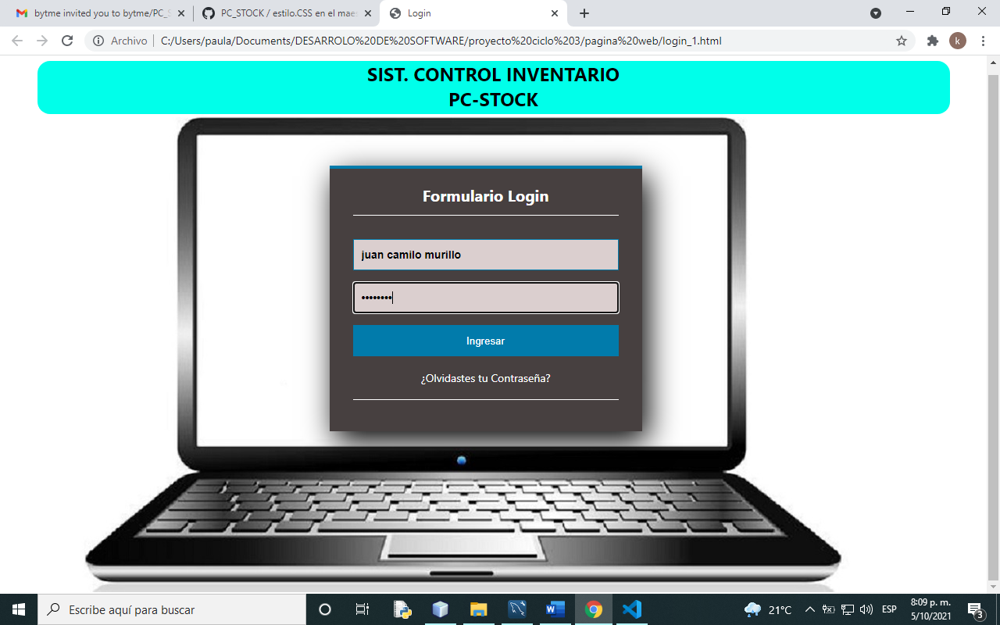 bytme invited you to bytme/PC_S
PC_STOCK / estilo.CSS en el maes
Login
Archivo
C:/Users/paula/Documents/DESARROLO%20DE%20SOFTWARE/proyecto%20ciclo%203/pagina%20web/login_1.html
k
SIST. CONTROL INVENTARIO
PC-STOCK
Formulario Login
juan camilo murillo
••••••••
Ingresar
¿Olvidastes tu Contraseña?
Escribe aquí para buscar
21°C
ESP
8:09 p. m.
5/10/2021
3